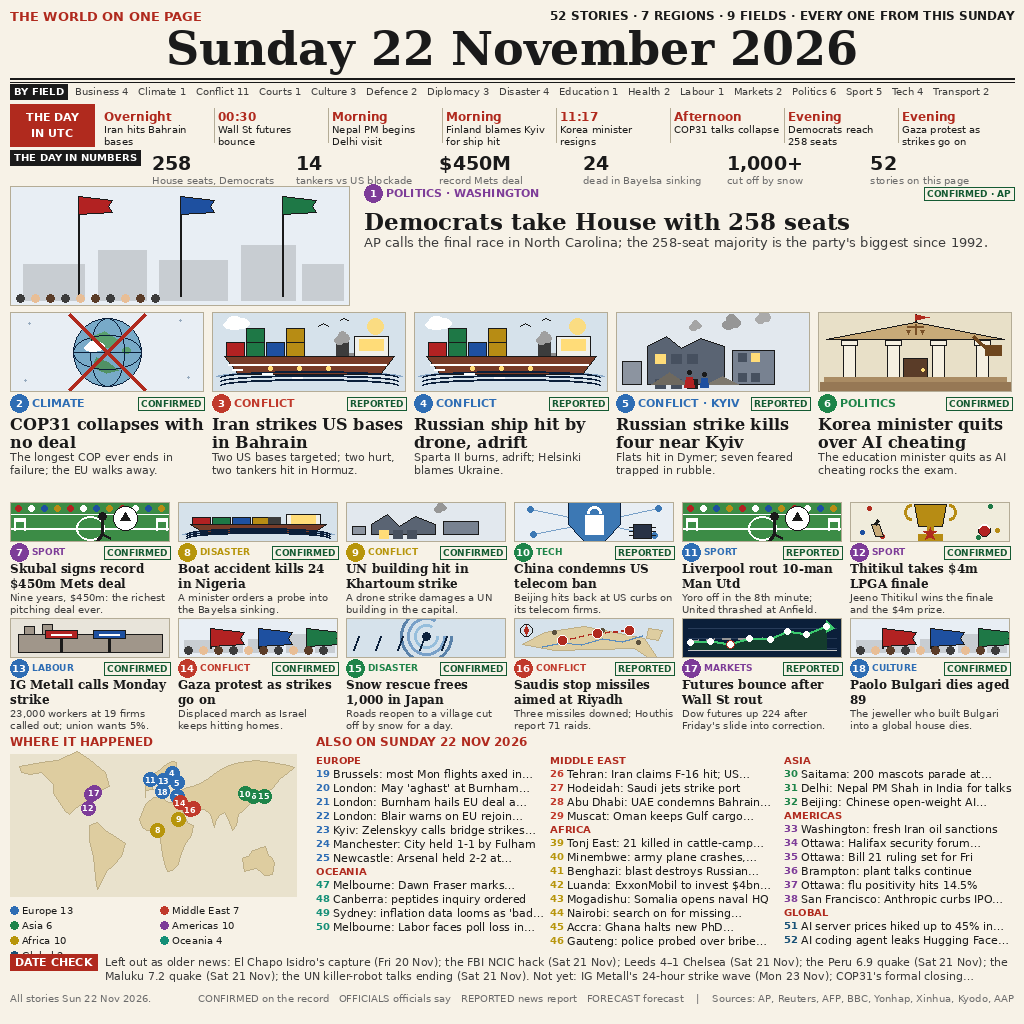 THE WORLD ON ONE PAGE
52 STORIES · 7 REGIONS · 9 FIELDS · EVERY ONE FROM THIS SUNDAY
Sunday 22 November 2026
BY FIELD Business 4 Climate 1 Conflict 11 Courts 1 Culture 3 Defence 2 Diplomacy 3 Disaster 4 Education 1 Health 2 Labour 1 Markets 2 Politics 6 Sport 5 Tech 4 Transport 2
THE DAY
IN UTC
Overnight
Iran hits Bahrain
bases
00:30
Wall St futures
bounce
Morning
Nepal PM begins
Delhi visit
Morning
Finland blames Kyiv
for ship hit
11:17
Korea minister
resigns
Afternoon
COP31 talks collapse
Evening
Democrats reach
258 seats
Evening
Gaza protest as
strikes go on
THE DAY IN NUMBERS
258
House seats, Democrats
14
tankers vs US blockade
$450M
record Mets deal
24
dead in Bayelsa sinking
1,000+
cut off by snow
52
stories on this page
1 POLITICS · WASHINGTON
CONFIRMED · AP
Democrats take House with 258 seats
AP calls the final race in North Carolina; the 258-seat majority is the party's biggest since 1992.
2 CLIMATE CONFIRMED
COP31 collapses with
no deal
The longest COP ever ends in
failure; the EU walks away.
3 CONFLICT REPORTED
Iran strikes US bases
in Bahrain
Two US bases targeted; two hurt,
two tankers hit in Hormuz.
4 CONFLICT REPORTED
Russian ship hit by
drone, adrift
Sparta II burns, adrift; Helsinki
blames Ukraine.
5 CONFLICT · KYIV REPORTED
Russian strike kills
four near Kyiv
Flats hit in Dymer; seven feared
trapped in rubble.
6 POLITICS CONFIRMED
Korea minister quits
over AI cheating
The education minister quits as AI
cheating rocks the exam.
7 SPORT CONFIRMED
Skubal signs record
$450m Mets deal
Nine years, $450m: the richest
pitching deal ever.
8 DISASTER CONFIRMED
Boat accident kills 24
in Nigeria
A minister orders a probe into
the Bayelsa sinking.
9 CONFLICT CONFIRMED
UN building hit in
Khartoum strike
A drone strike damages a UN
building in the capital.
10 TECH REPORTED
China condemns US
telecom ban
Beijing hits back at US curbs on
its telecom firms.
11 SPORT REPORTED
Liverpool rout 10-man
Man Utd
Yoro off in the 8th minute;
United thrashed at Anfield.
12 SPORT CONFIRMED
Thitikul takes $4m
LPGA finale
Jeeno Thitikul wins the finale
and the $4m prize.
13 LABOUR CONFIRMED
IG Metall calls Monday
strike
23,000 workers at 19 firms
called out; union wants 5%.
14 CONFLICT CONFIRMED
Gaza protest as strikes
go on
Displaced march as Israel
keeps hitting homes.
15 DISASTER CONFIRMED
Snow rescue frees
1,000 in Japan
Roads reopen to a village cut
off by snow for a day.
16 CONFLICT REPORTED
Saudis stop missiles
aimed at Riyadh
Three missiles downed; Houthis
report 71 raids.
17 MARKETS REPORTED
Futures bounce after
Wall St rout
Dow futures up 224 after
Friday's slide into correction.
18 CULTURE CONFIRMED
Paolo Bulgari dies aged
89
The jeweller who built Bulgari
into a global house dies.
WHERE IT HAPPENED
17
12
11
13
4
5
18
14
16
9
8
10
15
Europe 13
Middle East 7
Asia 6
Americas 10
Africa 10
Oceania 4
ALSO ON SUNDAY 22 NOV 2026
EUROPE
19 Brussels: most Mon flights axed in…
20 London: May 'aghast' at Burnham…
21 London: Burnham hails EU deal a…
22 London: Blair warns on EU rejoin…
23 Kyiv: Zelenskyy calls bridge strikes…
24 Manchester: City held 1-1 by Fulham
25 Newcastle: Arsenal held 2-2 at…
OCEANIA
47 Melbourne: Dawn Fraser marks…
48 Canberra: peptides inquiry ordered
49 Sydney: inflation data looms as 'bad…
50 Melbourne: Labor faces poll loss in…
MIDDLE EAST
26 Tehran: Iran claims F-16 hit; US…
27 Hodeidah: Saudi jets strike port
28 Abu Dhabi: UAE condemns Bahrain…
29 Muscat: Oman keeps Gulf cargo…
AFRICA
39 Tonj East: 21 killed in cattle-camp…
40 Minembwe: army plane crashes,…
41 Benghazi: blast destroys Russian…
42 Luanda: ExxonMobil to invest $4bn…
43 Mogadishu: Somalia opens naval HQ
44 Nairobi: search on for missing…
45 Accra: Ghana halts new PhD…
46 Gauteng: police probed over bribe…
ASIA
30 Saitama: 200 mascots parade at…
31 Delhi: Nepal PM Shah in India for talks
32 Beijing: Chinese open-weight AI…
AMERICAS
33 Washington: fresh Iran oil sanctions
34 Ottawa: Halifax security forum…
35 Ottawa: Bill 21 ruling set for Fri
36 Brampton: plant talks continue
37 Ottawa: flu positivity hits 14.5%
38 San Francisco: Anthropic curbs IPO…
GLOBAL
51 AI server prices hiked up to 45% in…
52 AI coding agent leaks Hugging Face…
DATE CHECK Left out as older news: El Chapo Isidro's capture (Fri 20 Nov); the FBI NCIC hack (Sat 21 Nov); Leeds 4–1 Chelsea (Sat 21 Nov); the Peru 6.9 quake (Sat 21 Nov); the
Maluku 7.2 quake (Sat 21 Nov); the UN killer-robot talks ending (Sat 21 Nov). Not yet: IG Metall's 24-hour strike wave (Mon 23 Nov); COP31's formal closing…
All stories Sun 22 Nov 2026. CONFIRMED on the record OFFICIALS officials say REPORTED news report FORECAST forecast | Sources: AP, Reuters, AFP, BBC, Yonhap, Xinhua, Kyodo, AAP